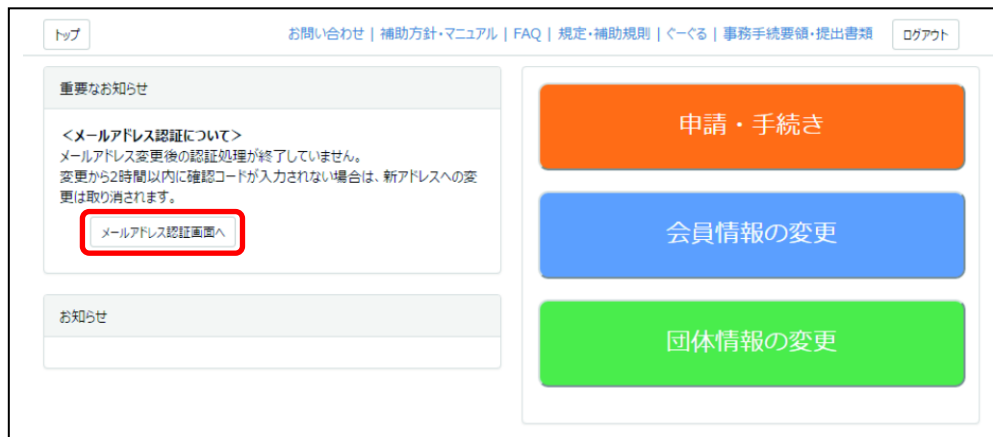 トップ
お問い合わせ | 補助方針・マニュアル | FAQ | 規定・補助規則 | ぐーぐる | 事務手続要領・提出書類
ログアウト
重要なお知らせ
<メールアドレス認証について>
メールアドレス変更後の認証処理が終了していません。
変更から2時間以内に確認コードが入力されない場合は、新アドレスへの変
更は取り消されます。
メールアドレス認証画面へ
お知らせ
申請・手続き
会員情報の変更
団体情報の変更